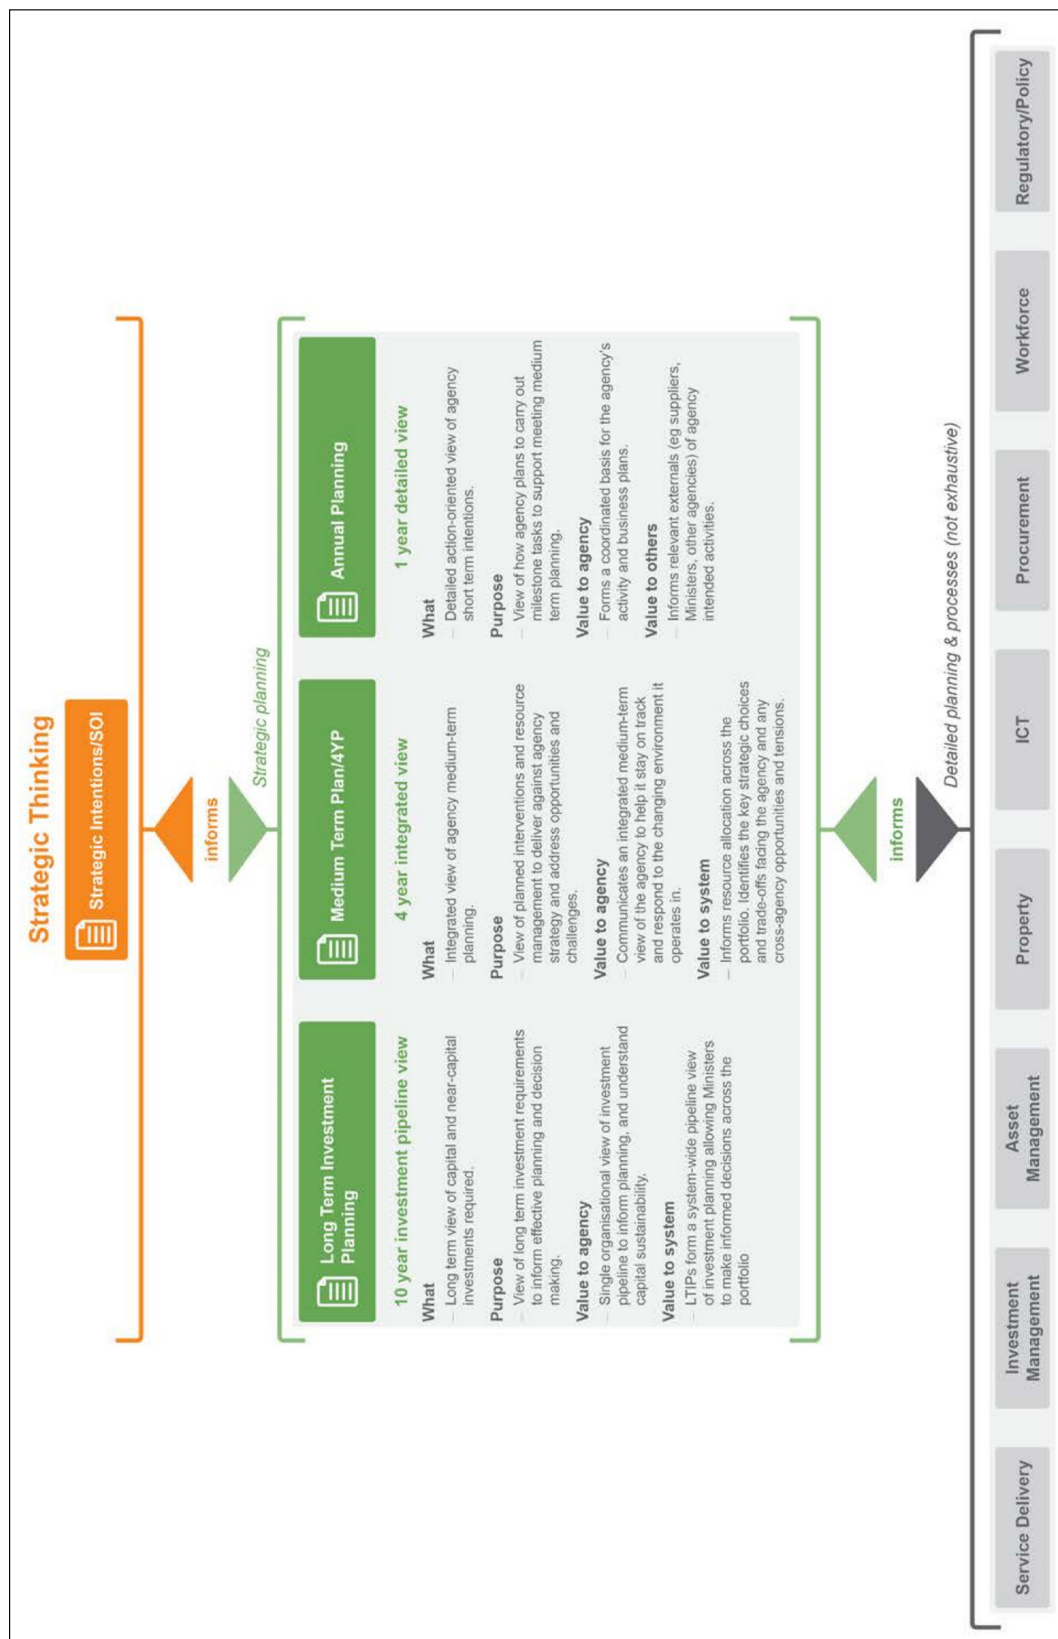 Strategic Thinking
Strategic Intentions/SOI
informs
Strategic planning
Long Term Investment
Planning
10 year investment pipeline view
What
– Long term view of capital and near-capital
investments required.
Purpose
– View of long term investment requirements
to inform effective planning and decision
making.
Value to agency
– Single organisational view of investment
pipeline to inform planning, and understand
capital sustainability.
Value to system
– LTIPs form a system-wide pipeline view
of investment planning allowing Ministers
to make informed decisions across the
portfolio
Medium Term Plan/4YP
4 year integrated view
What
– Integrated view of agency medium-term
planning.
Purpose
– View of planned interventions and resource
management to deliver against agency
strategy and address opportunities and
challenges.
Value to agency
– Communicates an integrated medium-term
view of the agency to help it stay on track
and respond to the changing environment it
operates in.
Value to system
– Informs resource allocation across the
portfolio. Identifies the key strategic choices
and trade-offs facing the agency and any
cross-agency opportunities and tensions.
Annual Planning
1 year detailed view
What
– Detailed action-oriented view of agency
short term intentions.
Purpose
– View of how agency plans to carry out
milestone tasks to support meeting medium
term planning.
Value to agency
– Forms a coordinated basis for the agency's
activity and business plans.
Value to others
– Informs relevant externals (eg suppliers,
Ministers, other agencies) of agency
intended activities.
informs
Detailed planning & processes (not exhaustive)
Service Delivery
Investment
Management
Asset
Management
Property
ICT
Procurement
Workforce
Regulatory/Policy